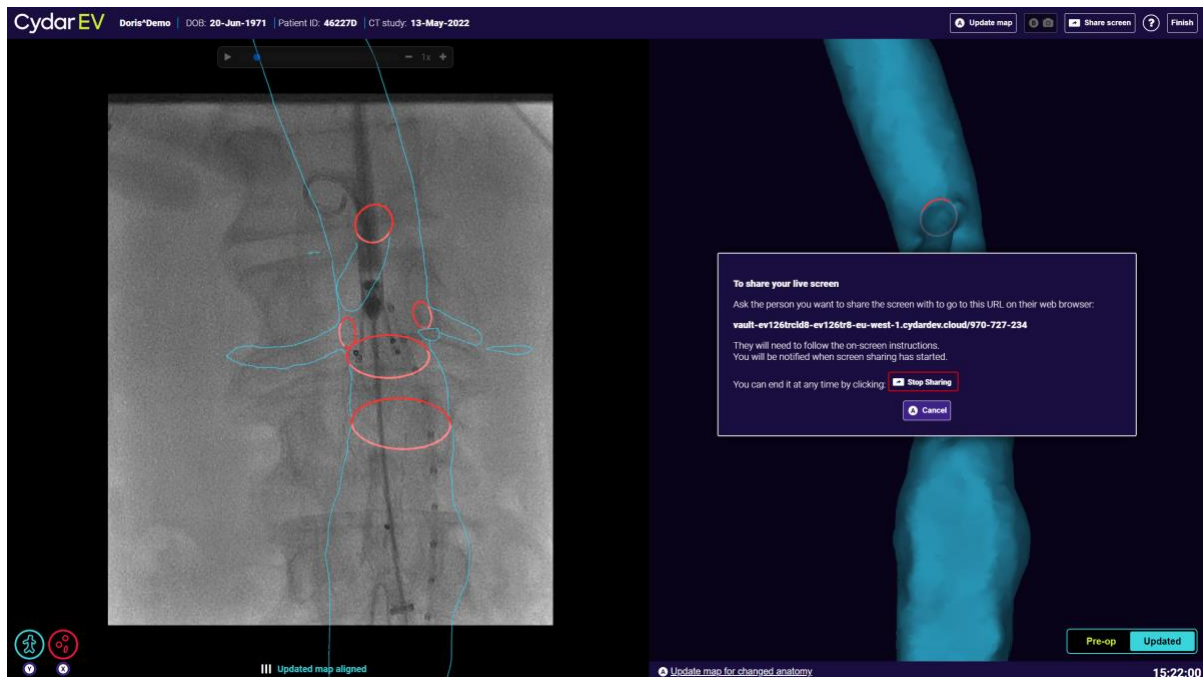 CydarEV
Doris^Demo | DOB: 20-Jun-1971 | Patient ID: 46227D | CT study: 13-May-2022
A Update map
B
Share screen
?
Finish
1x
To share your live screen
Ask the person you want to share the screen with to go to this URL on their web browser:
vault-ev126trcld8-ev126tr8-eu-west-1.cydardev.cloud/970-727-234
They will need to follow the on-screen instructions.
You will be notified when screen sharing has started.
You can end it at any time by clicking: Stop Sharing
A Cancel
Pre-op
Updated
Y
X
Updated map aligned
A Update map for changed anatomy
15:22:00